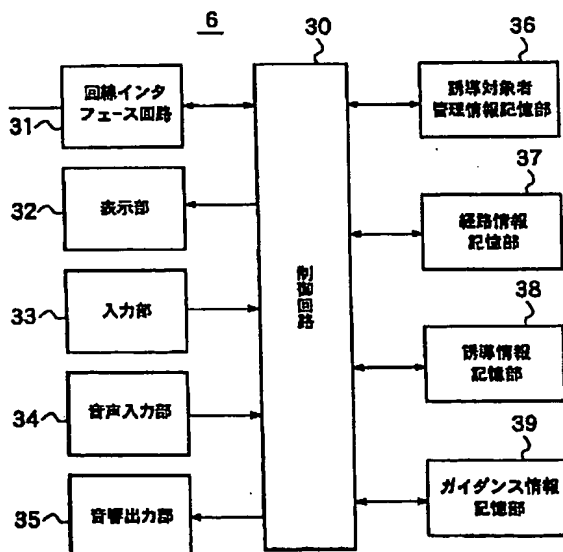 6
30
36
回線インタ
フェース回路
31
誘導対象者
管理情報記憶部
37
表示部
32
経路情報
記憶部
制御回路
入力部
33
38
誘導情報
記憶部
音声入力部
34
39
音響出力部
35
ガイダンス情報
記憶部